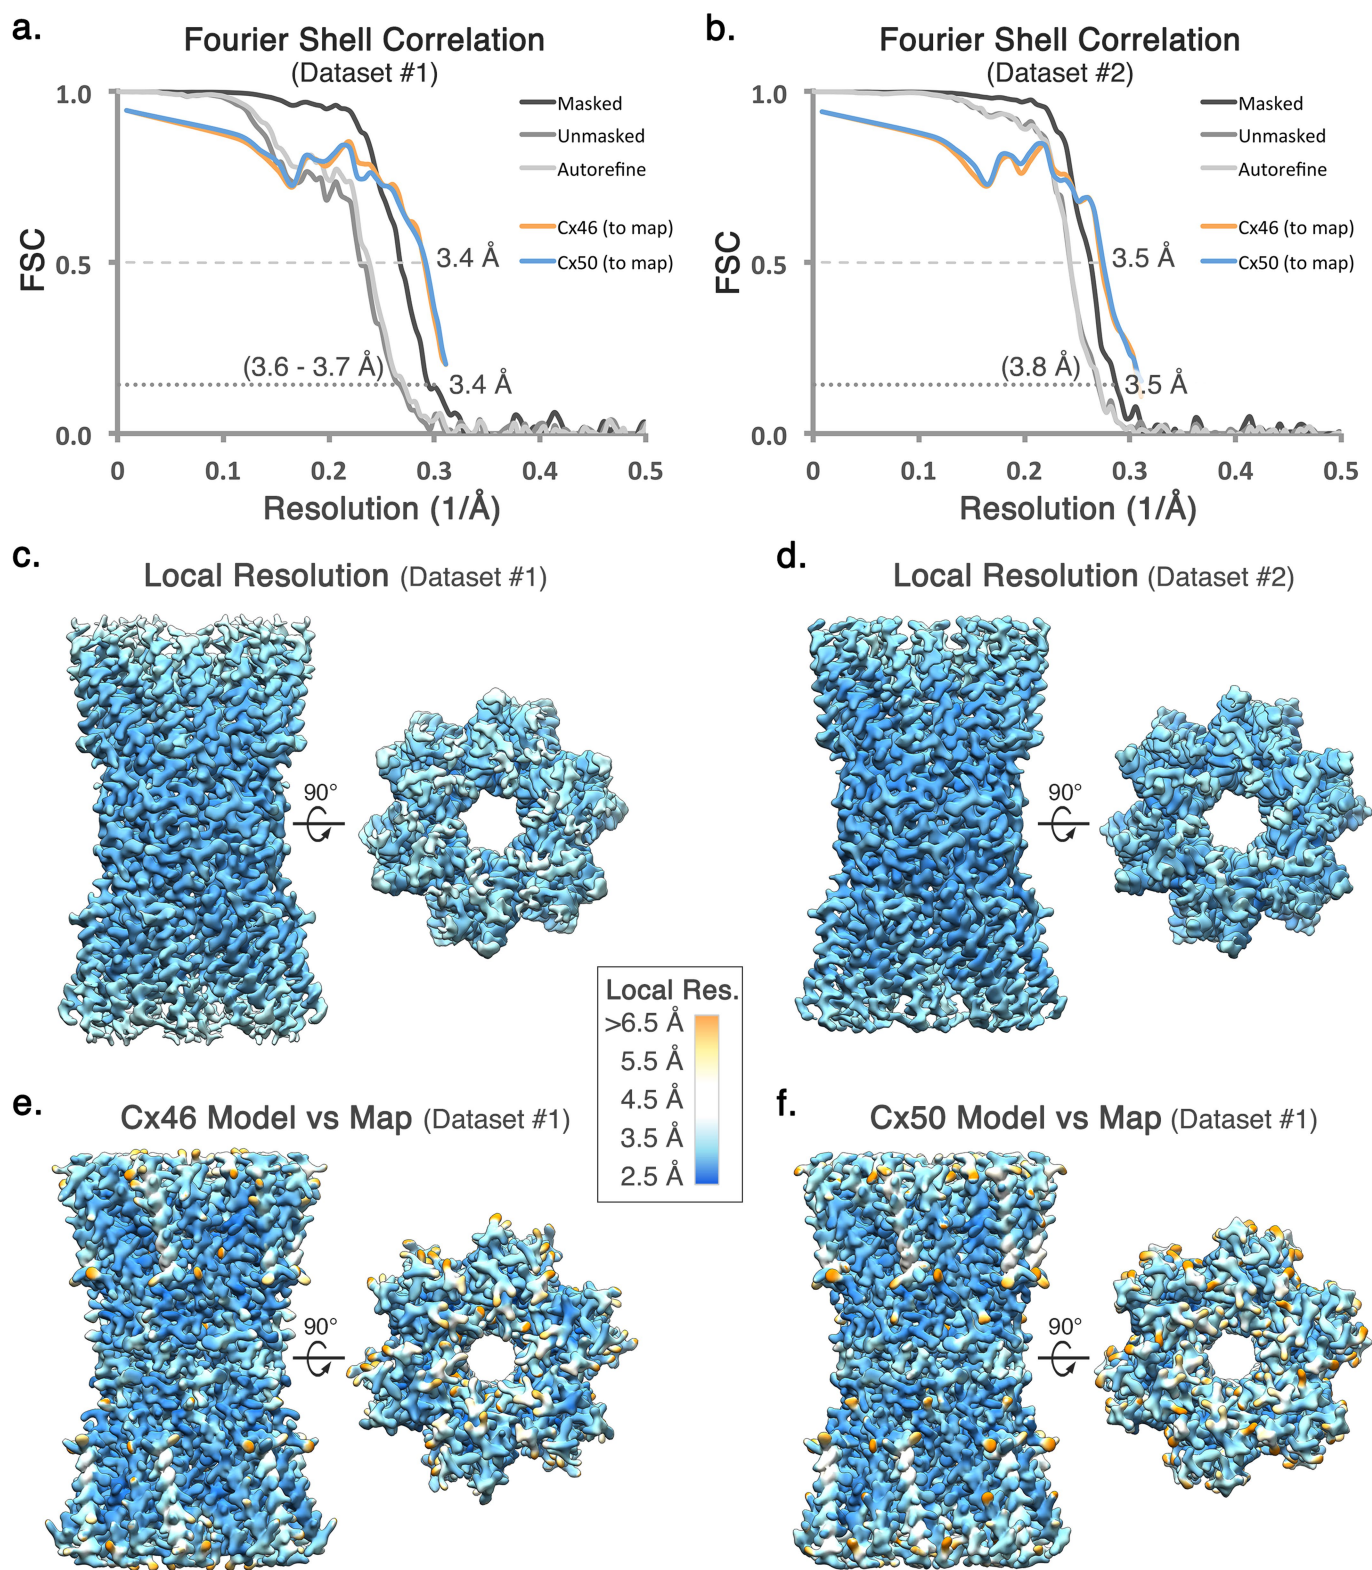 a.
Fourier Shell Correlation
(Dataset #1)
1.0
0.5
0.0
FSC
Masked
Unmasked
Autorefine
Cx46 (to map)
Cx50 (to map)
3.4 Å
(3.6 - 3.7 Å)
3.4 Å
0 0.1 0.2 0.3 0.4 0.5
Resolution (1/Å)
b.
Fourier Shell Correlation
(Dataset #2)
1.0
0.5
0.0
FSC
Masked
Unmasked
Autorefine
Cx46 (to map)
Cx50 (to map)
3.5 Å
(3.8 Å)
3.5 Å
0 0.1 0.2 0.3 0.4 0.5
Resolution (1/Å)
c.
Local Resolution (Dataset #1)
90°
d.
Local Resolution (Dataset #2)
90°
Local Res.
>6.5 Å
5.5 Å
4.5 Å
3.5 Å
2.5 Å
e.
Cx46 Model vs Map (Dataset #1)
90°
f.
Cx50 Model vs Map (Dataset #1)
90°